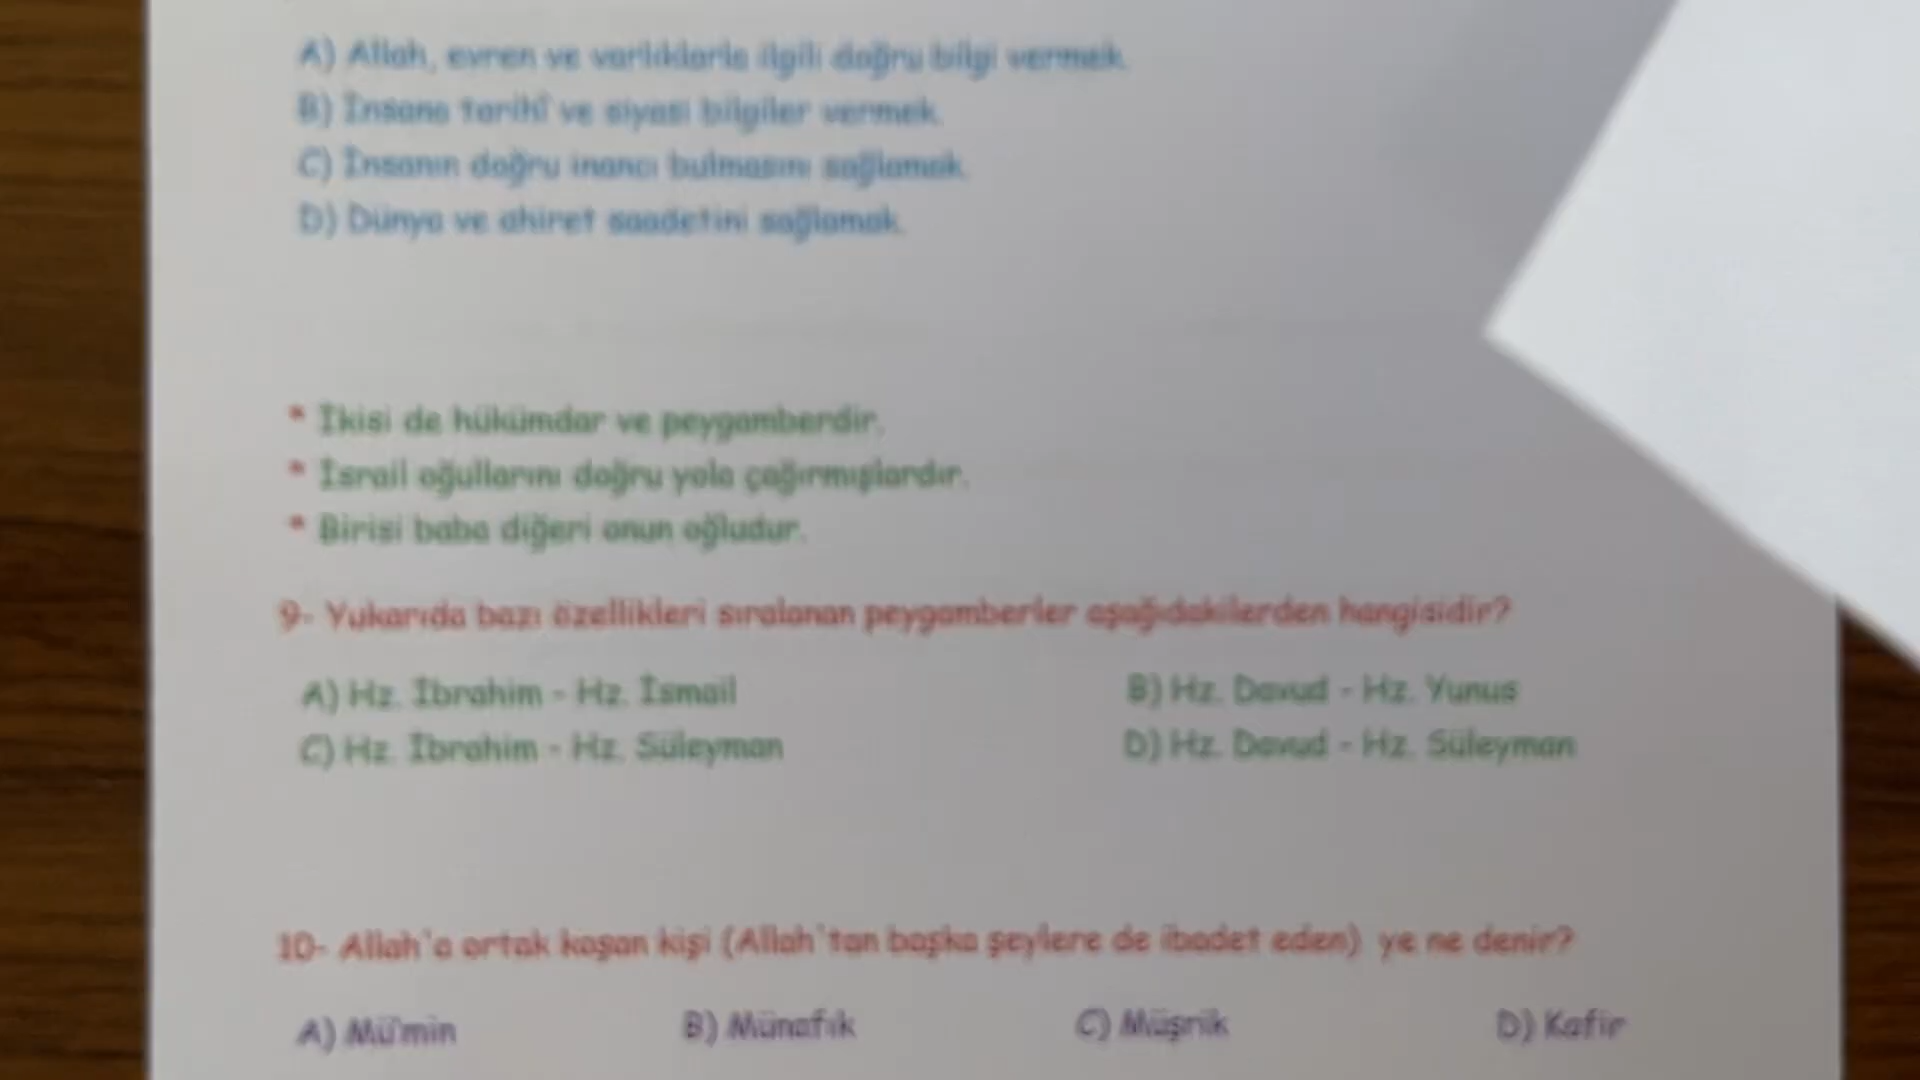 A) Allah, evren ve varlıklarla ilgili doğru bilgi vermek.
B) İnsana tarihî ve siyasi bilgiler vermek.
C) İnsanın doğru inancı bulmasını sağlamak.
D) Dünya ve ahiret saadetini sağlamak.
* İkisi de hükümdar ve peygamberdir.
* İsrail oğullarını doğru yola çağırmışlardır.
* Birisi baba diğeri onun oğludur.
9- Yukarıda bazı özellikleri sıralanan peygamberler aşağıdakilerden hangisidir?
A) Hz. İbrahim - Hz. İsmail B) Hz. Davud - Hz. Yunus
C) Hz. İbrahim - Hz. Süleyman D) Hz. Davud - Hz. Süleyman
10- Allah'a ortak koşan kişi (Allah'tan başka şeylere de ibadet eden) ye ne denir?
A) Mü'min B) Münafık C) Müşrik D) Kafir